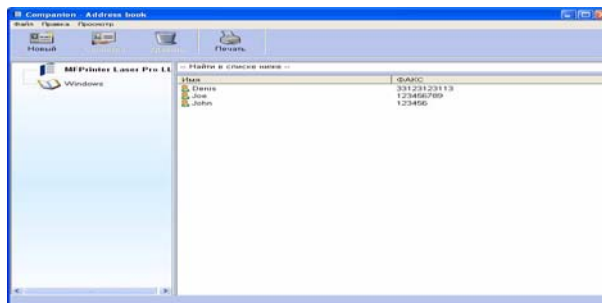 Companion - Address book
Файл Правка Просмотр
Новый Печать
MFPrinter Laser Pro LL
Windows
-- Найти в списке ниже --
Имя ФАКС
Denis 33123123113
Joe 123456789
John 123456